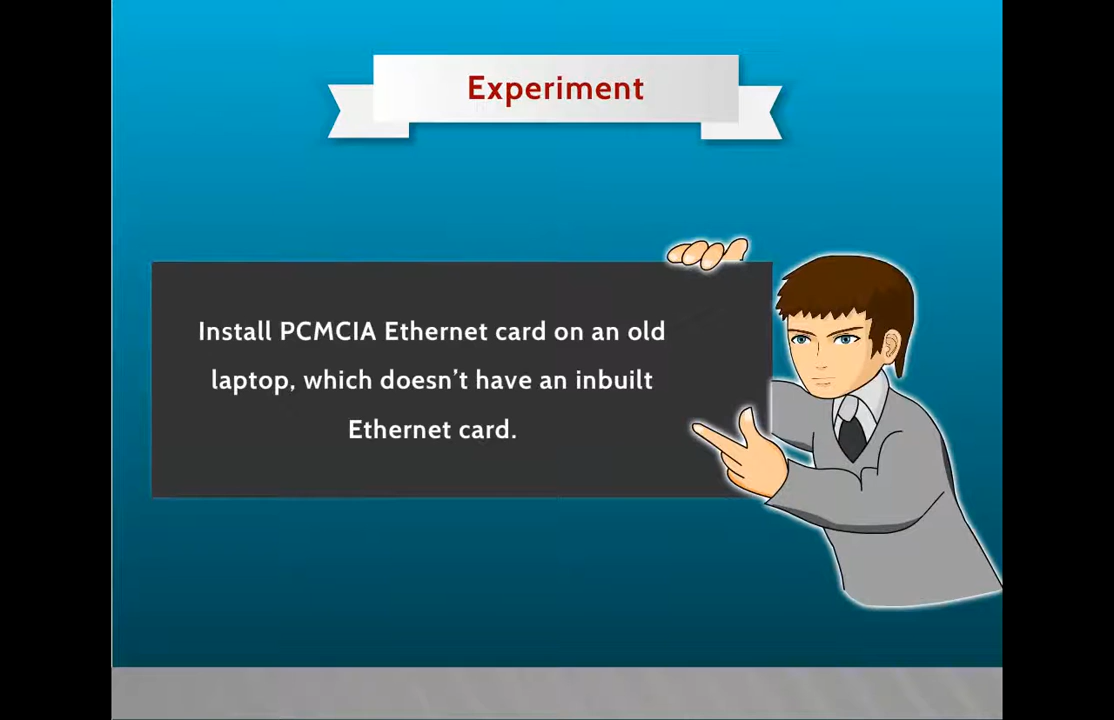 Experiment
Install PCMCIA Ethernet card on an old
laptop, which doesn’t have an inbuilt
Ethernet card.